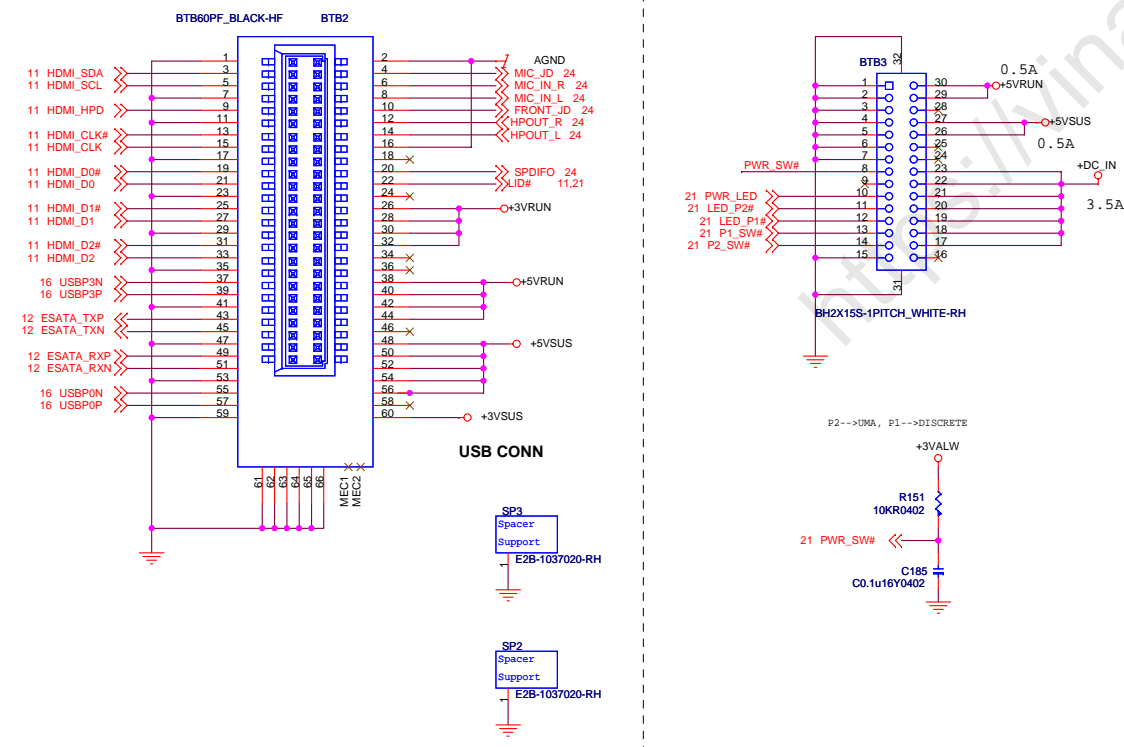 BTB60PF_BLACK-HF BTB2
1 2 AGND
11 HDMI_SDA 3 4 MIC_JD 24
11 HDMI_SCL 5 6 MIC_IN_R 24
7 8 MIC_IN_L 24
11 HDMI_HPD 9 10 FRONT_JD 24
11 12 HPOUT_R 24
11 HDMI_CLK# 13 14 HPOUT_L 24
11 HDMI_CLK 15 16
17 18
11 HDMI_D0# 19 20 SPDIFO 24
11 HDMI_D0 21 22 LID# 11,21
23 24
11 HDMI_D1# 25 26 +3VRUN
11 HDMI_D1 27 28
29 30
11 HDMI_D2# 31 32
11 HDMI_D2 33 34
35 36
16 USBP3N 37 38 +5VRUN
16 USBP3P 39 40
41 42
12 ESATA_TXP 43 44
12 ESATA_TXN 45 46
47 48 +5VSUS
12 ESATA_RXP 49 50
12 ESATA_RXN 51 52
53 54
16 USBP0N 55 56
16 USBP0P 57 58
59 60 +3VSUS
USB CONN
61 62 63 64 65 66 MEC1 MEC2
SP3
Spacer
Support
1 E2B-1037020-RH
SP2
Spacer
Support
1 E2B-1037020-RH
BTB3 32
0.5A
1 30 +5VRUN
2 29
3 28
4 27 +5VSUS
5 26
0.5A
6 25
7 24
PWR_SW# 8 23 +DC_IN
9 22
21 PWR_LED 10 21
3.5A
21 LED_P2# 11 20
21 LED_P1# 12 19
21 P1_SW# 13 18
21 P2_SW# 14 17
15 16
31
BH2X15S-1PITCH_WHITE-RH
P2-->UMA, P1-->DISCRETE
+3VALW
R151
10KR0402
21 PWR_SW#
C185
C0.1u16Y0402
https://vina